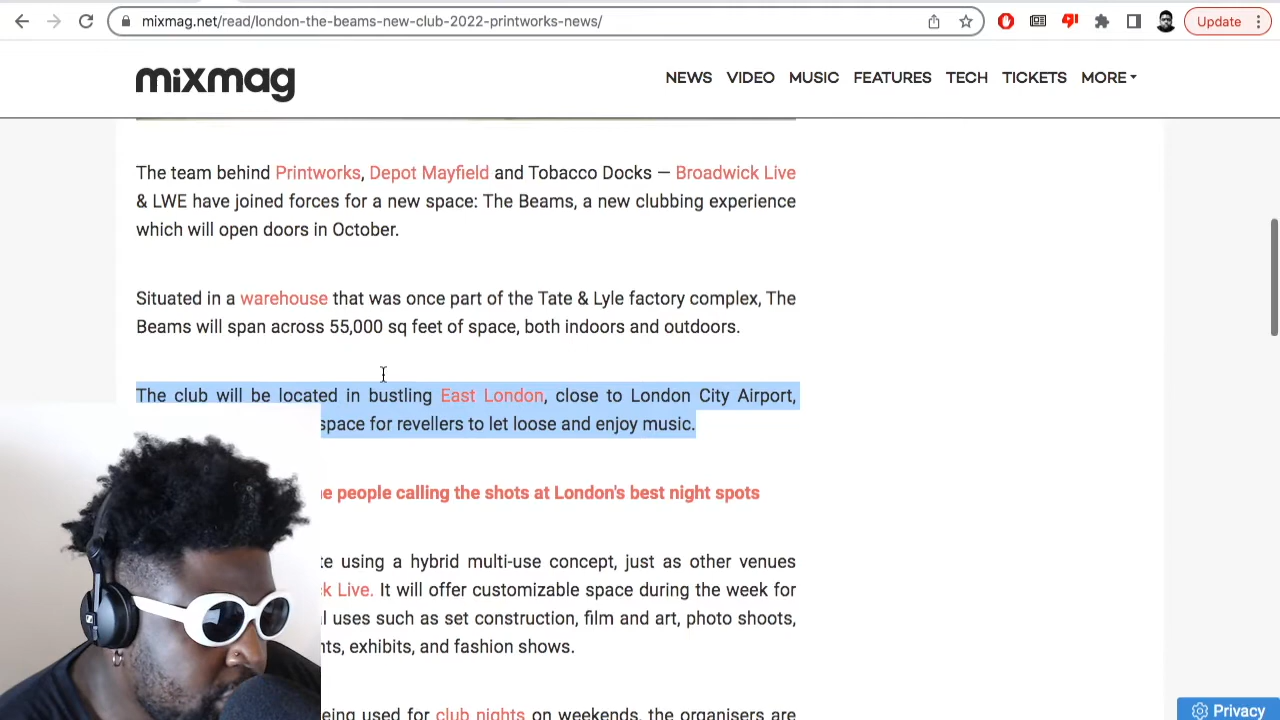 mixmag.net/read/london-the-beams-new-club-2022-printworks-news/
Update
mixmag
NEWS VIDEO MUSIC FEATURES TECH TICKETS MORE
The team behind Printworks, Depot Mayfield and Tobacco Docks — Broadwick Live
& LWE have joined forces for a new space: The Beams, a new clubbing experience
which will open doors in October.
Situated in a warehouse that was once part of the Tate & Lyle factory complex, The
Beams will span across 55,000 sq feet of space, both indoors and outdoors.
The club will be located in bustling East London, close to London City Airport,
space for revellers to let loose and enjoy music.
people calling the shots at London's best night spots
using a hybrid multi-use concept, just as other venues
Live. It will offer customizable space during the week for
uses such as set construction, film and art, photo shoots,
exhibits, and fashion shows.
used for club nights on weekends, the organisers are
Privacy